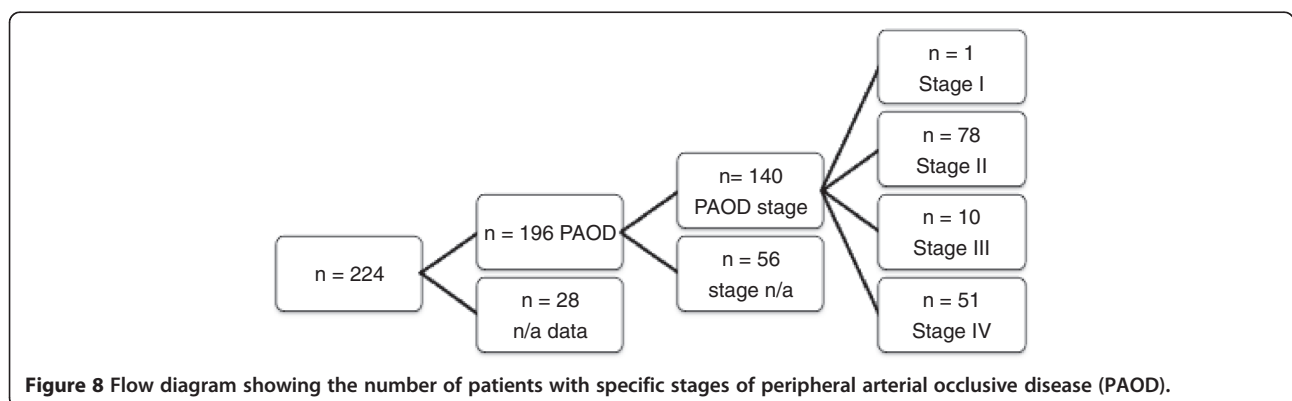 n = 224
n = 196 PAOD
n = 28
n/a data
n= 140
PAOD stage
n = 56
stage n/a
n = 1
Stage I
n = 78
Stage II
n = 10
Stage III
n = 51
Stage IV
Figure 8 Flow diagram showing the number of patients with specific stages of peripheral arterial occlusive disease (PAOD).